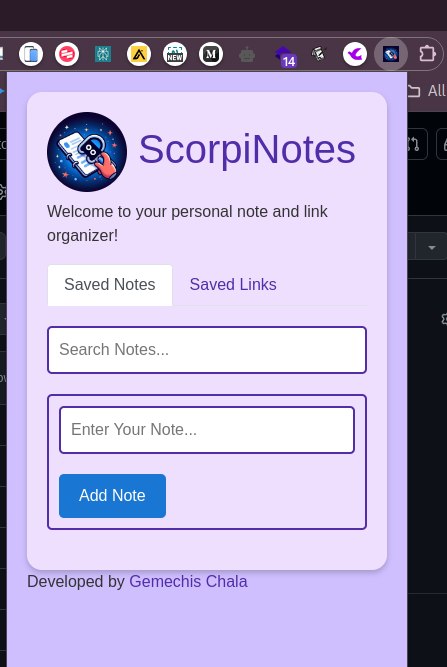 NEW
M
14
All
ScorpiNotes
Welcome to your personal note and link
organizer!
Saved Notes
Saved Links
Search Notes...
Enter Your Note...
Add Note
Developed by Gemechis Chala